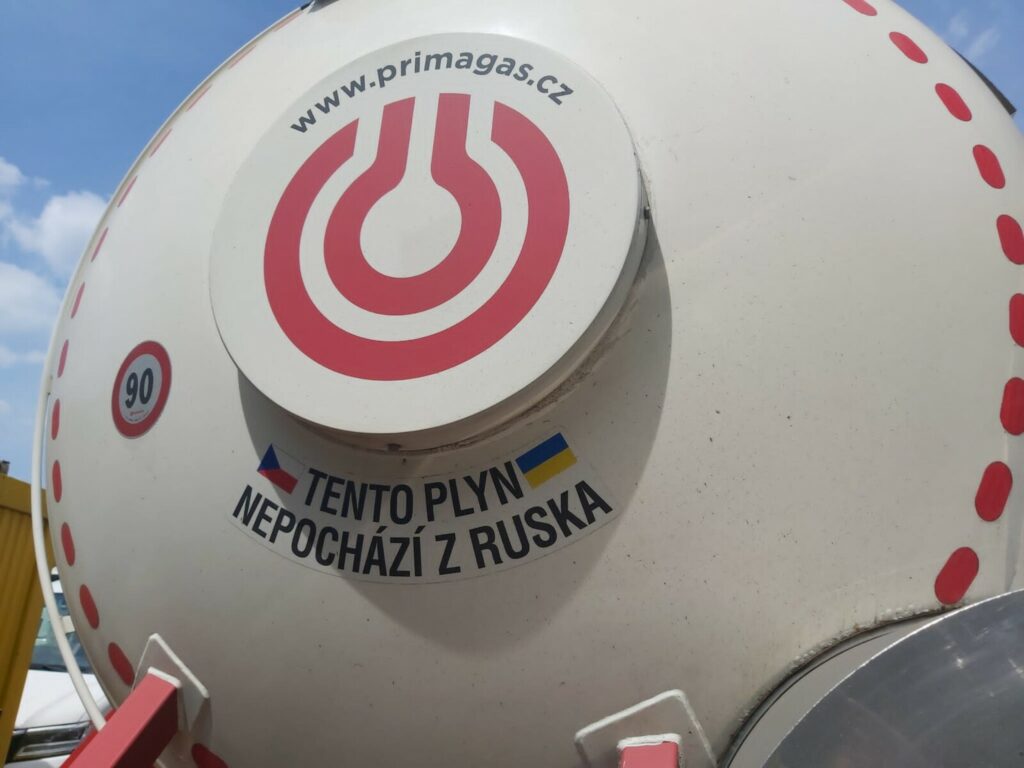 www.primagas.cz
90
TENTO PLYN
NEPOCHÁZÍ Z RUSKA